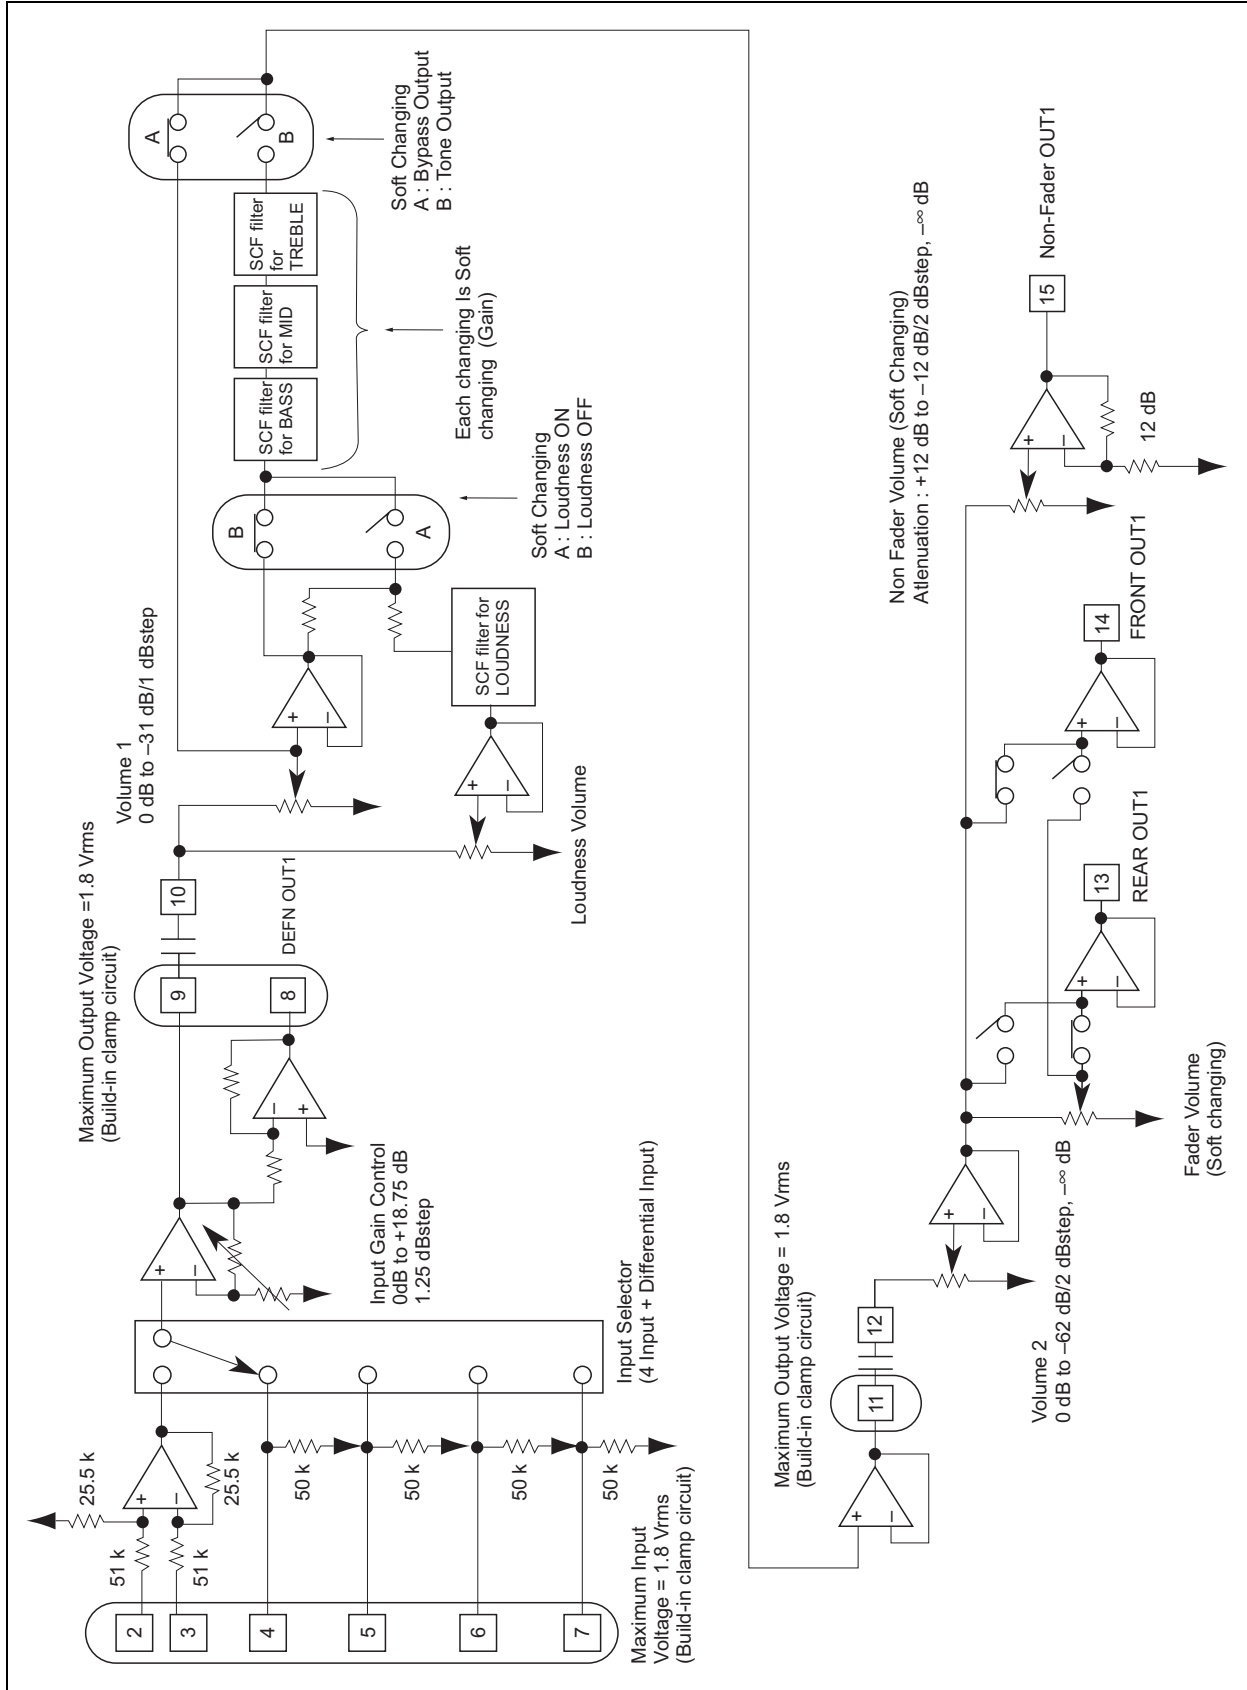 2
3
4
5
6
7
51 k
51 k
25.5 k
25.5 k
+
–
50 k
50 k
50 k
50 k
Maximum Input
Voltage = 1.8 Vrms
(Build-in clamp circuit)
Input Selector
(4 Input + Differential Input)
+
–
Input Gain Control
0dB to +18.75 dB
1.25 dBstep
–
+
Maximum Output Voltage =1.8 Vrms
(Build-in clamp circuit)
9
8
DEFN OUT1
10
Volume 1
0 dB to –31 dB/1 dBstep
+
–
Loudness Volume
+
–
SCF filter for
LOUDNESS
B
A
Soft Changing
A : Loudness ON
B : Loudness OFF
SCF filter
for BASS
SCF filter
for MID
SCF filter
for
TREBLE
Each changing Is Soft
changing (Gain)
A
B
Soft Changing
A : Bypass Output
B : Tone Output
+
–
Maximum Output Voltage = 1.8 Vrms
(Build-in clamp circuit)
11
12
Volume 2
0 dB to –62 dB/2 dBstep, –∞ dB
+
–
Fader Volume
(Soft changing)
+
–
13
REAR OUT1
+
–
14
FRONT OUT1
Non Fader Volume (Soft Changing)
Atlenuation : +12 dB to –12 dB/2 dBstep, –∞ dB
+
–
12 dB
15
Non-Fader OUT1